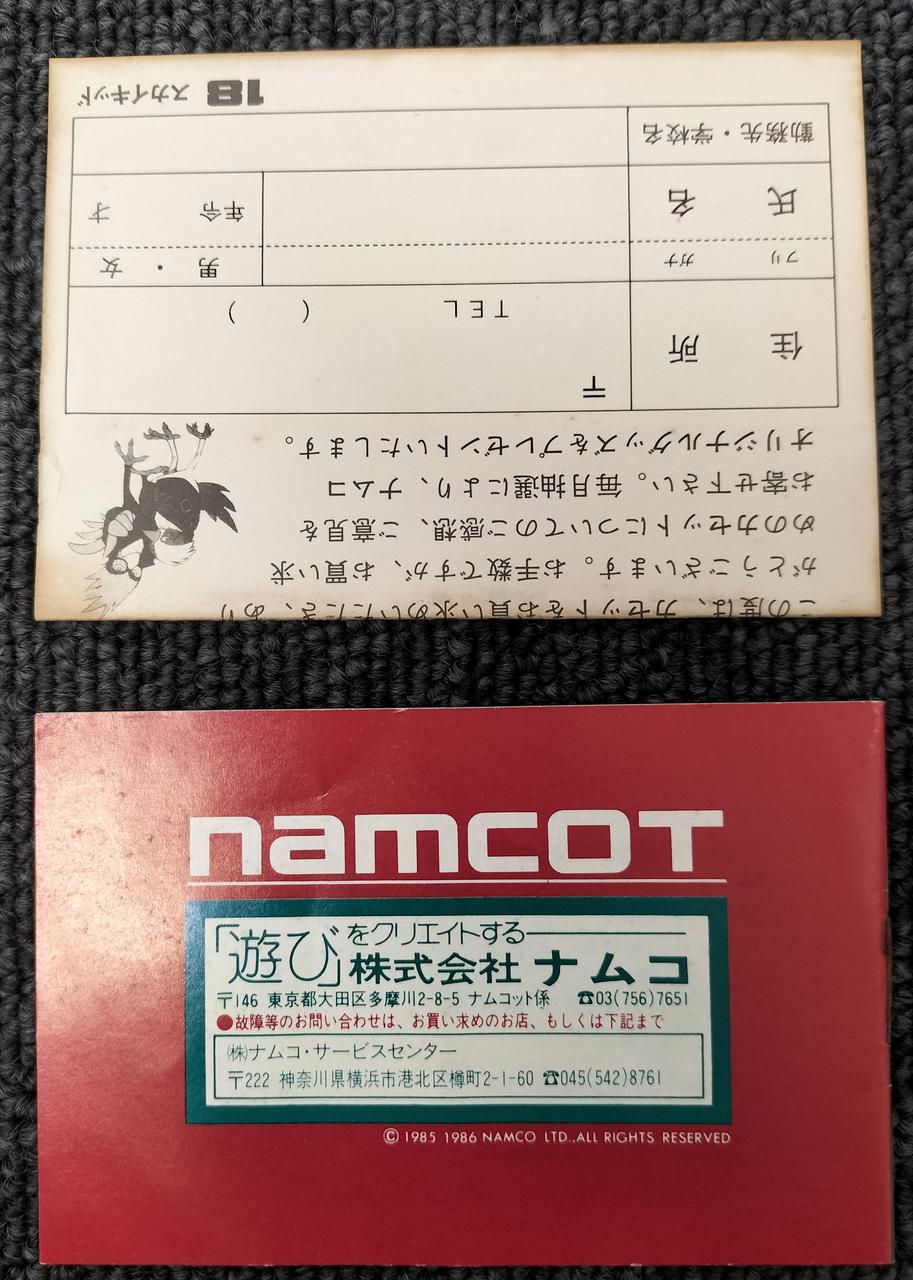 この度は、カセットをお買い求めいただき、あり
がとうございます。お手数ですが、お買い求
めのカセットについてのご感想、ご意見を
お寄せ下さい。毎月抽選により、ナムコ
オリジナルグッズをプレゼントいたします。
住所 〒
TEL ( )
フリ ガナ 男・女
氏名 年令 才
勤務先・学校名
18 スカイキッド
namcot
「遊び」をクリエイトする
株式会社ナムコ
〒146 東京都大田区多摩川2-8-5 ナムコット係 ☎03(756)7651
●故障等のお問い合わせは、お買い求めのお店、もしくは下記まで
㈱ナムコ・サービスセンター
〒222 神奈川県横浜市港北区樽町2-1-60 ☎045(542)8761
© 1985 1986 NAMCO LTD.,ALL RIGHTS RESERVED